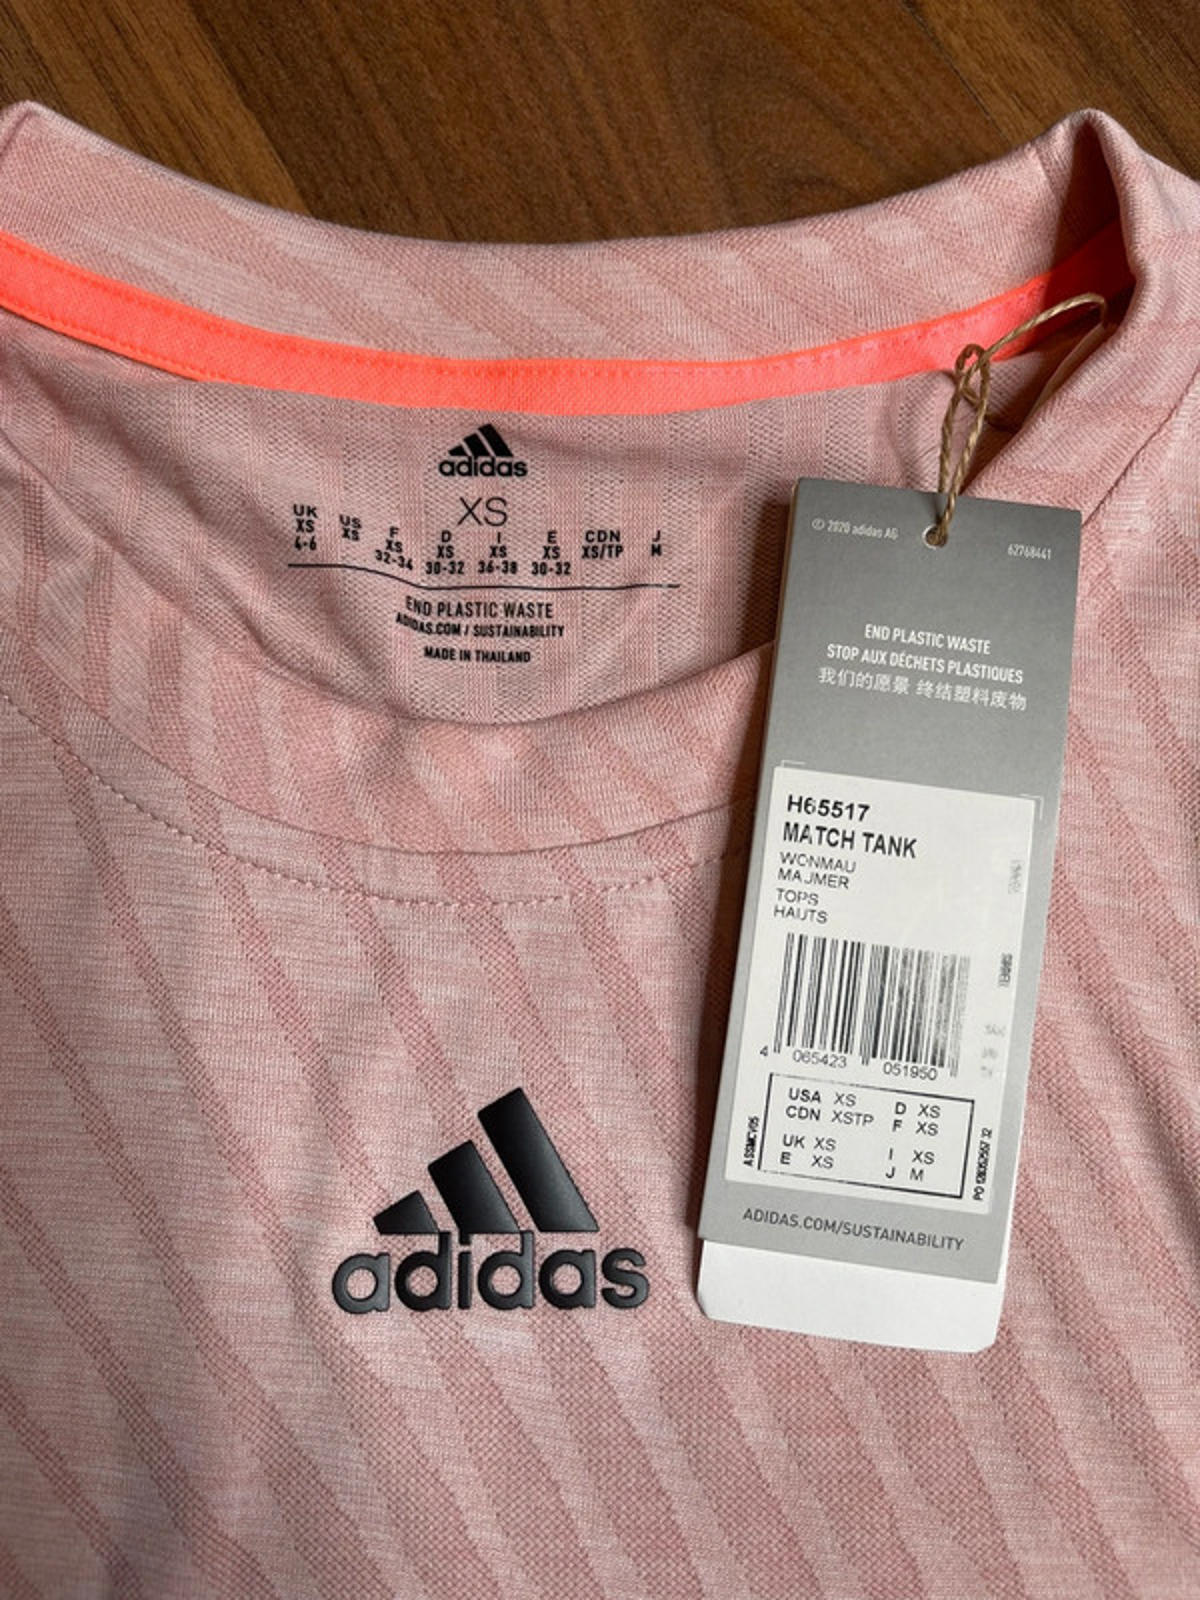 adidas
XS
UK US F D I E CDN J
XS XS XS XS XS XS XS/TP M
4-6 32-34 30-32 36-38 30-32
END PLASTIC WASTE
ADIDAS.COM / SUSTAINABILITY
MADE IN THAILAND
© 2020 adidas AG
62768441
END PLASTIC WASTE
STOP AUX DÉCHETS PLASTIQUES
我们的愿景 终结塑料废物
H65517
MATCH TANK
WONMAU
MAJMER
TOPS
HAUTS
4 065423 051950
USA XS D XS
CDN XSTP F XS
UK XS I XS
E XS J M
ADIDAS.COM/SUSTAINABILITY
adidas